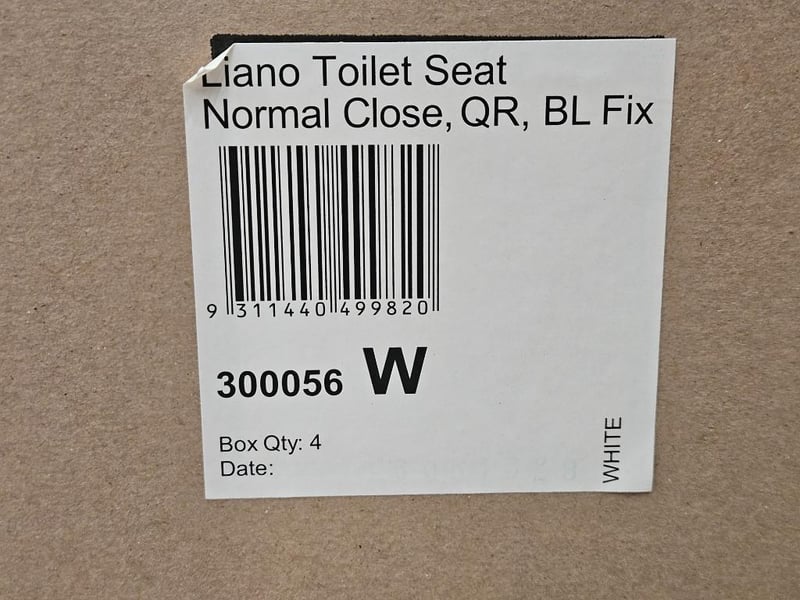 Liano Toilet Seat
Normal Close, QR, BL Fix
9 311440 499820
300056 W
Box Qty: 4
Date:
WHITE